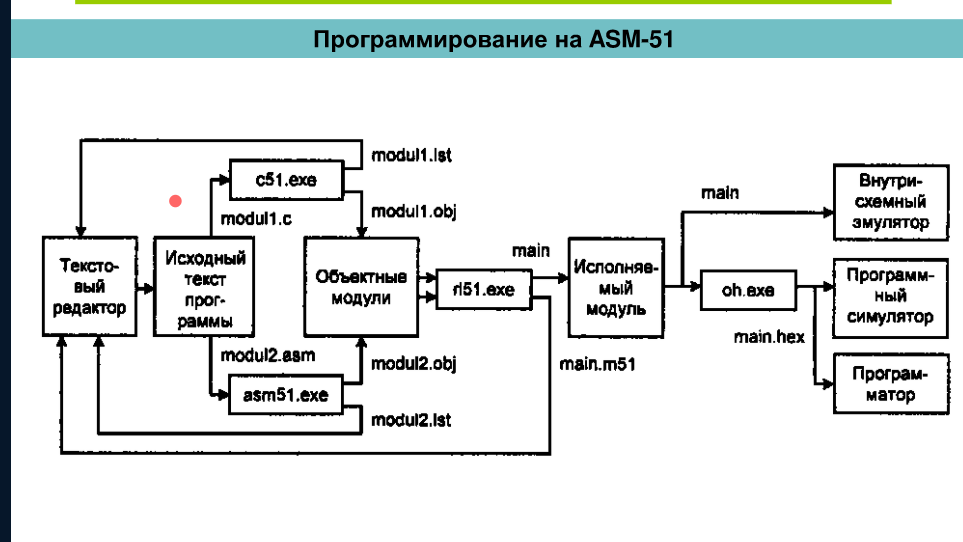 Программирование на ASM-51
modul1.lst
c51.exe
modul1.c
modul1.obj
Тексто-
вый
редактор
Исходный
текст
прог-
раммы
Объектные
модули
main
rl51.exe
Исполняе-
мый
модуль
main
oh.exe
Внутри-
схемный
эмулятор
Программ-
ный
симулятор
main.hex
Програм-
матор
modul2.asm
modul2.obj
main.m51
asm51.exe
modul2.lst